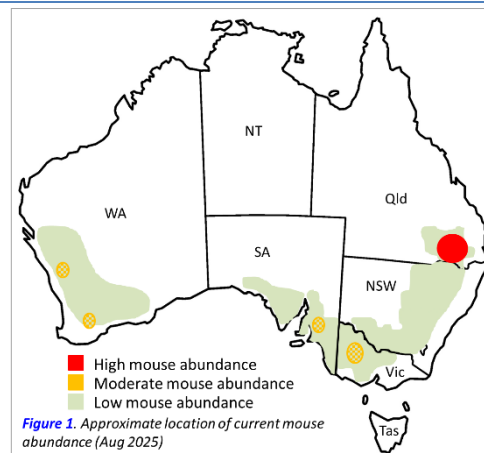 NT
WA
Qld
SA
NSW
High mouse abundance
Moderate mouse abundance
Vic
Low mouse abundance
Figure 1. Approximate location of current mouse
abundance (Aug 2025)
Tas